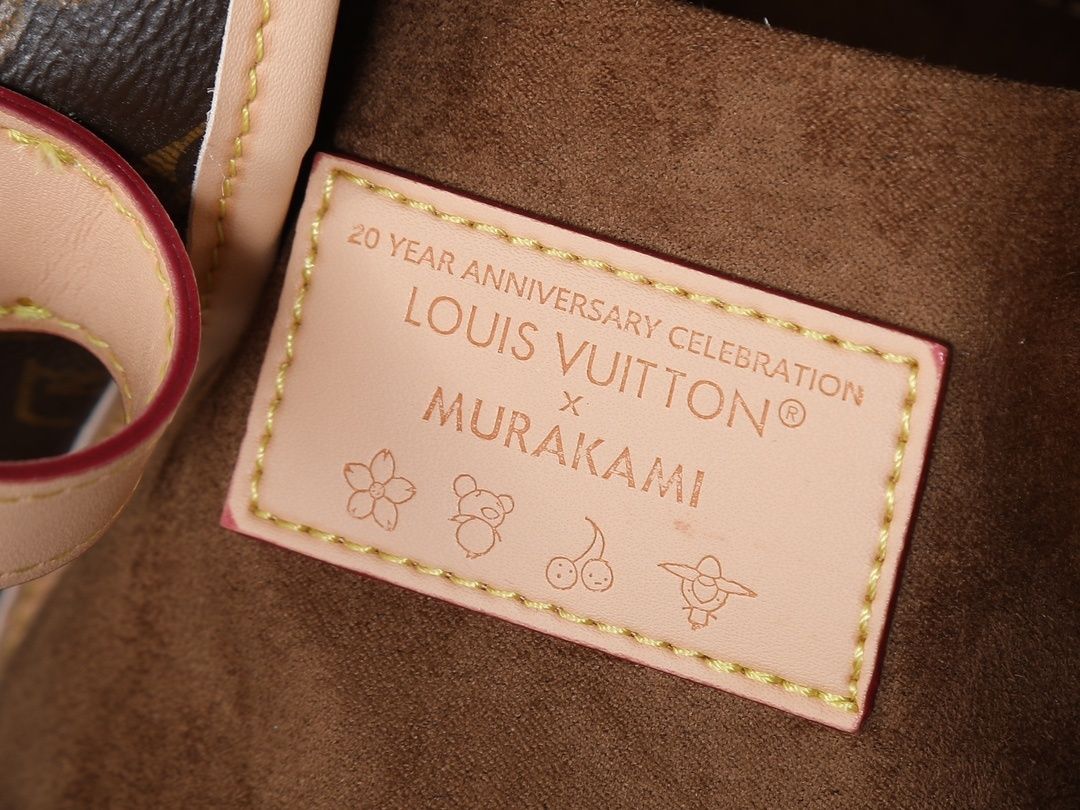 20 YEAR ANNIVERSARY CELEBRATION
LOUIS VUITTON®
X
MURAKAMI